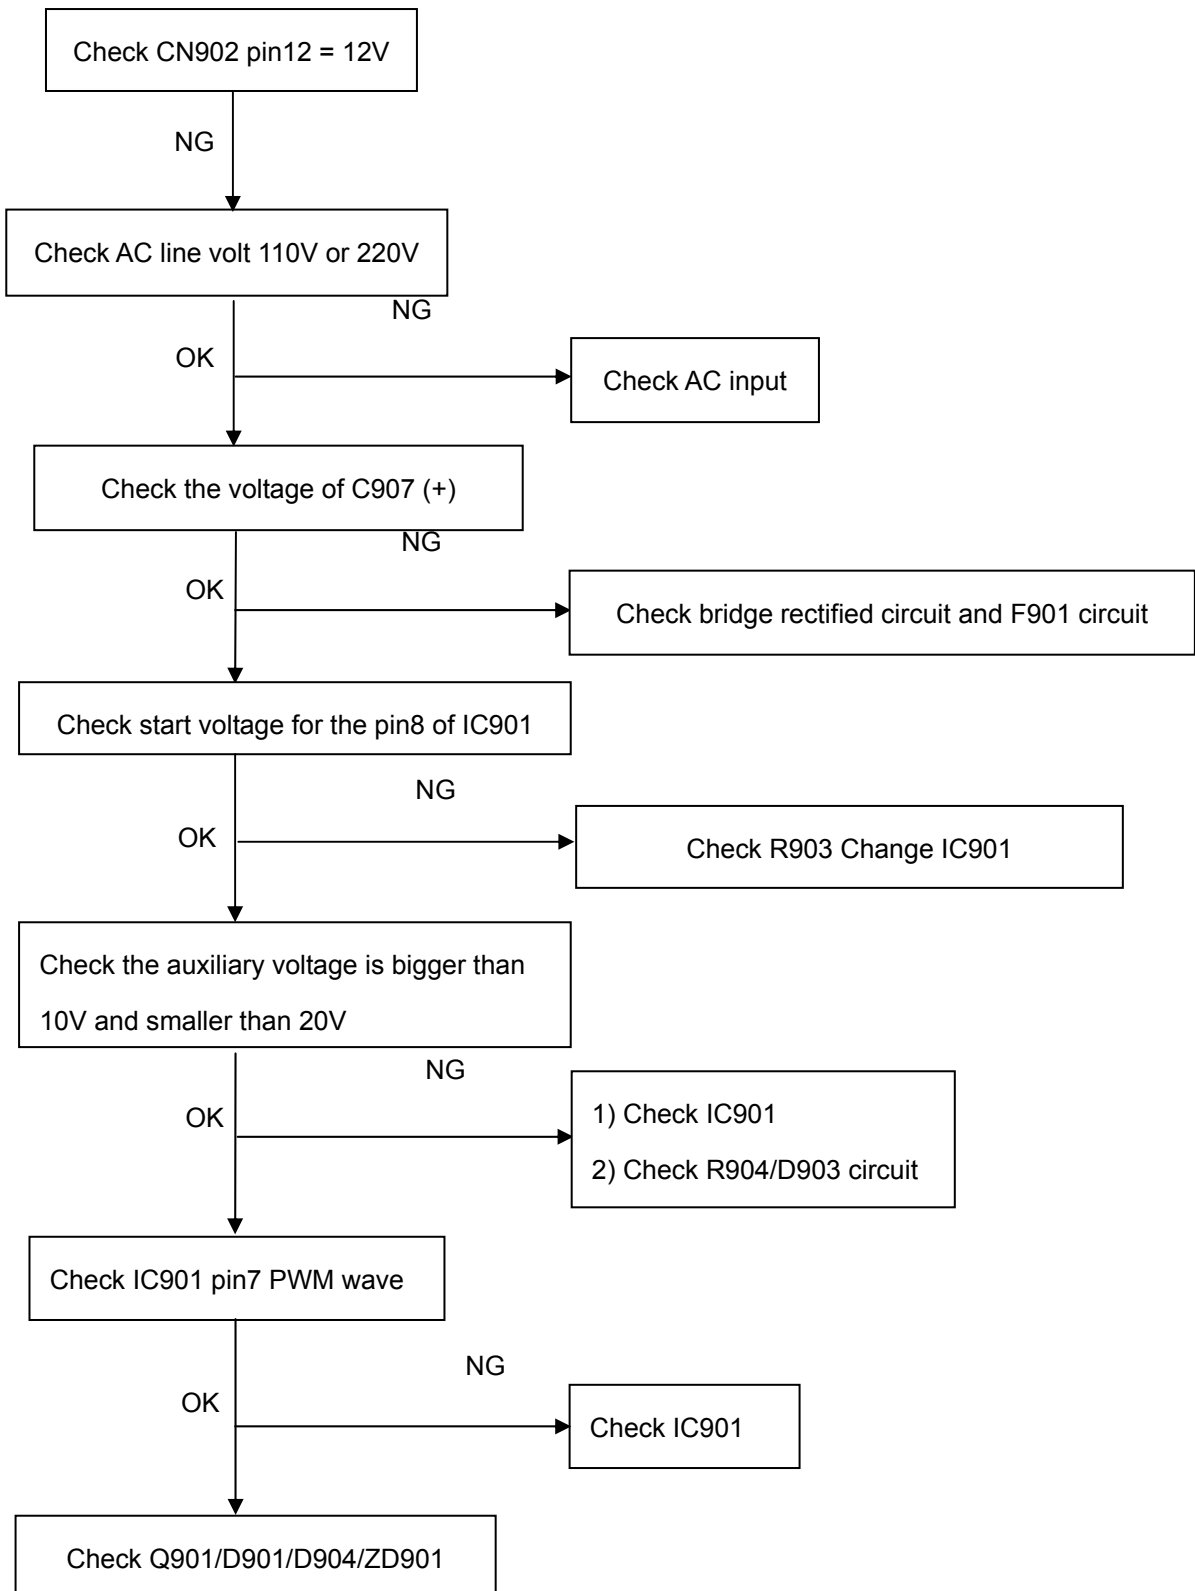 Check CN902 pin12 = 12V
NG
Check AC line volt 110V or 220V
NG
OK
Check AC input
Check the voltage of C907 (+)
NG
OK
Check bridge rectified circuit and F901 circuit
Check start voltage for the pin8 of IC901
NG
OK
Check R903 Change IC901
Check the auxiliary voltage is bigger than
10V and smaller than 20V
NG
OK
1) Check IC901
2) Check R904/D903 circuit
Check IC901 pin7 PWM wave
NG
OK
Check IC901
Check Q901/D901/D904/ZD901